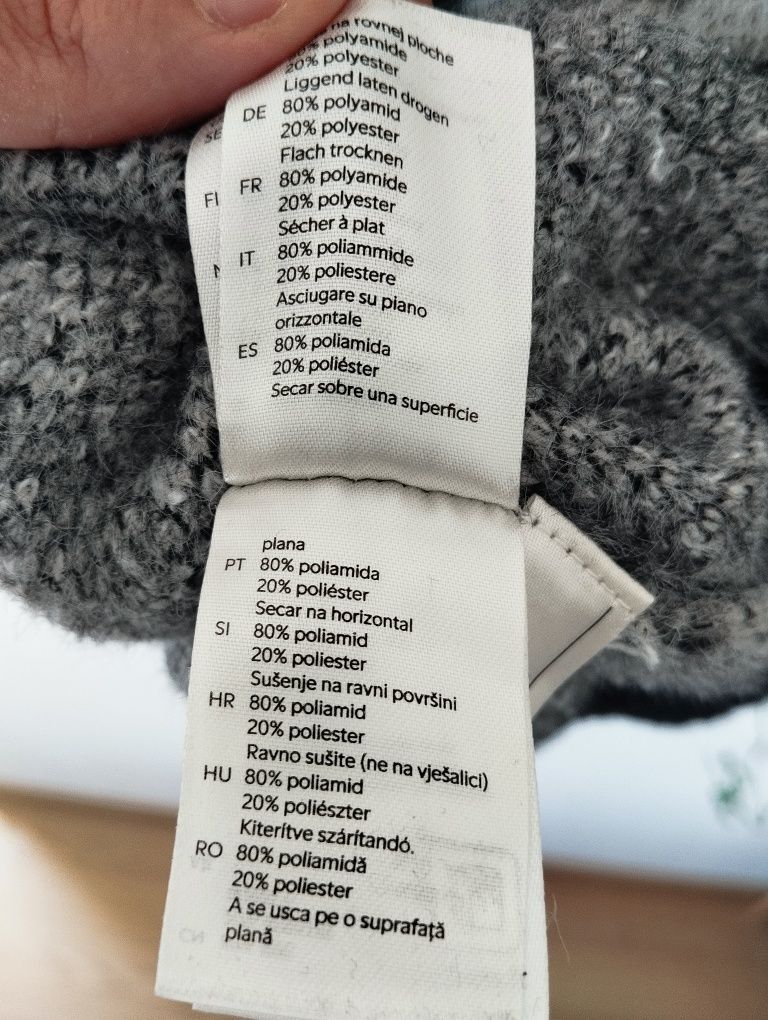 na rovnej ploche
polyamide
20% polyester
Liggend laten drogen
DE 80% polyamid
20% polyester
Flach trocknen
FR 80% polyamide
20% polyester
Sécher à plat
IT 80% poliammide
20% poliestere
Asciugare su piano
orizzontale
ES 80% poliamida
20% poliéster
Secar sobre una superficie
SE
FI
plana
PT 80% poliamida
20% poliéster
Secar na horizontal
SI 80% poliamid
20% poliester
Sušenje na ravni površini
HR 80% poliamid
20% poliester
Ravno sušite (ne na vješalici)
HU 80% poliamid
20% poliészter
Kiterítve szárítandó.
RO 80% poliamidă
20% poliester
A se usca pe o suprafaţă
plană